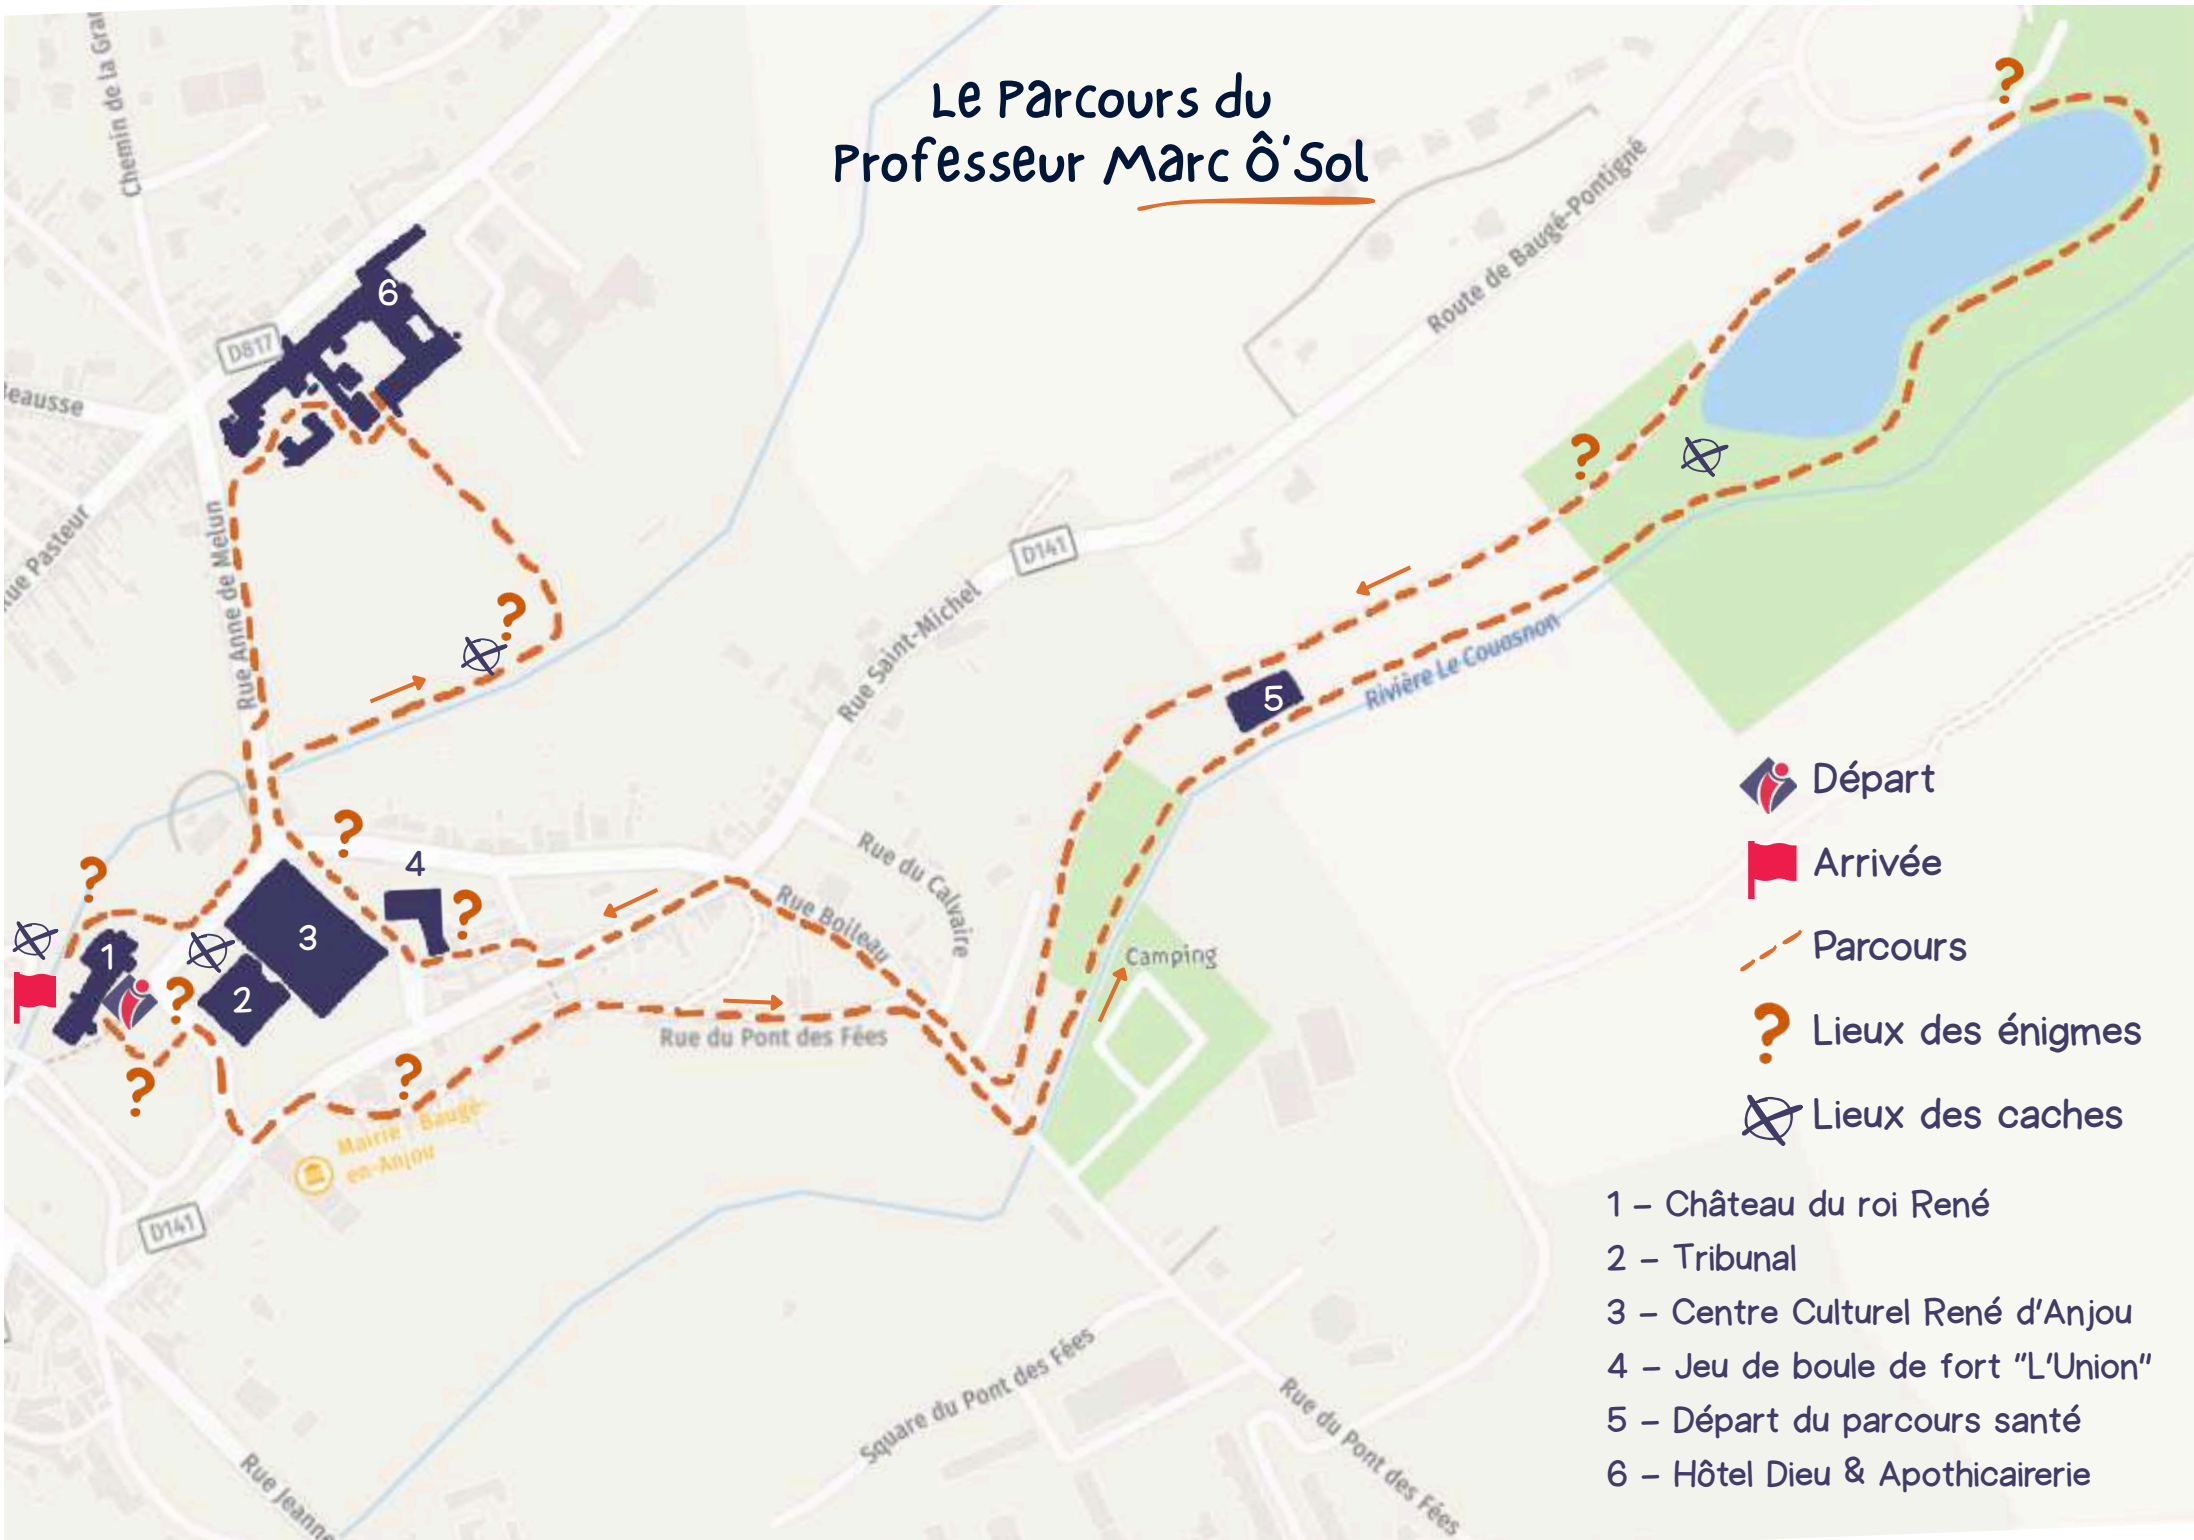 Le Parcours du
Professeur Marc Ô'Sol
Chemin de la Gra
D817
eausse
ue Pasteur
Rue Anne de Melun
Route de Baugé-Pontigné
D141
Rue Saint-Michel
Rivière Le Couasnon
Rue du Calvaire
Rue Boileau
Camping
Rue du Pont des Fées
Mairie Baugé-
en-Anjou
D141
Square du Pont des Fées
Rue du Pont des Fées
Rue Jeanne
6
5
4
3
1
2
?
?
?
?
?
?
?
?
?
Départ
Arrivée
Parcours
? Lieux des énigmes
Lieux des caches
1 – Château du roi René
2 – Tribunal
3 – Centre Culturel René d'Anjou
4 – Jeu de boule de fort "L'Union"
5 – Départ du parcours santé
6 – Hôtel Dieu & Apothicairerie